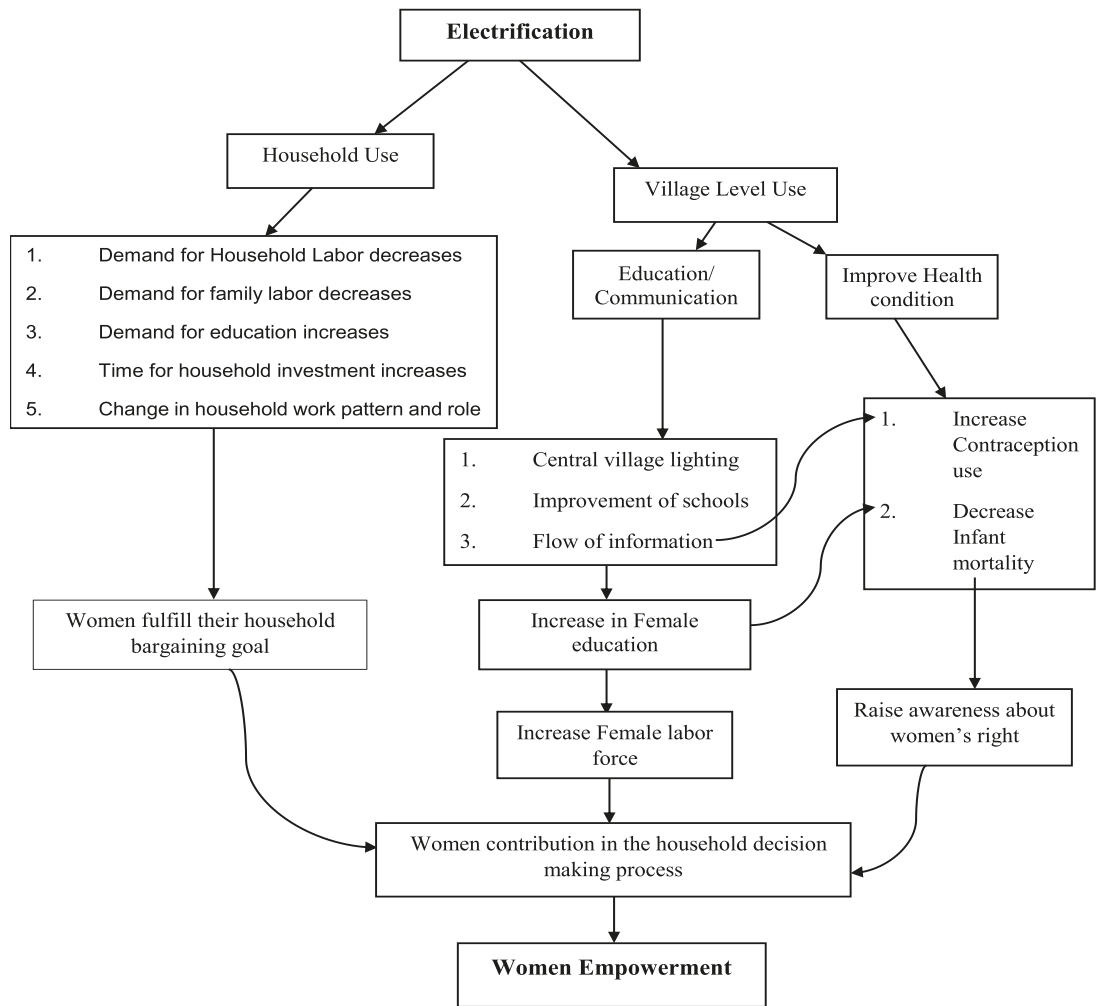 Electrification
Household Use
Village Level Use
1. Demand for Household Labor decreases
2. Demand for family labor decreases
3. Demand for education increases
4. Time for household investment increases
5. Change in household work pattern and role
Education/
Communication
Improve Health
condition
1. Central village lighting
2. Improvement of schools
3. Flow of information
1. Increase
Contraception
use
2. Decrease
Infant
mortality
Women fulfill their household
bargaining goal
Increase in Female
education
Increase Female labor
force
Raise awareness about
women's right
Women contribution in the household decision
making process
Women Empowerment